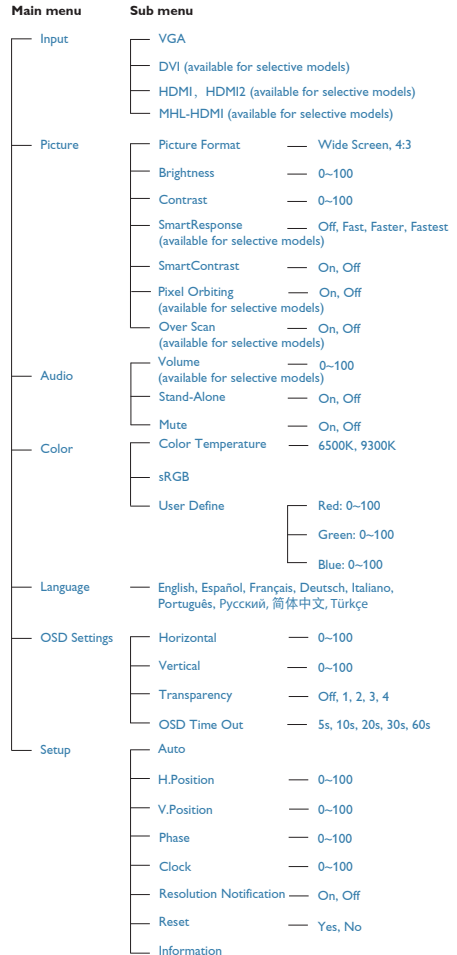 Main menu Sub menu
Input VGA
DVI (available for selective models)
HDMI, HDMI2 (available for selective models)
MHL-HDMI (available for selective models)
Picture Picture Format Wide Screen, 4:3
Brightness 0~100
Contrast 0~100
SmartResponse Off, Fast, Faster, Fastest
(available for selective models)
SmartContrast On, Off
Pixel Orbiting On, Off
(available for selective models)
Over Scan On, Off
(available for selective models)
Audio Volume 0~100
(available for selective models)
Stand-Alone On, Off
Mute On, Off
Color Color Temperature 6500K, 9300K
sRGB
User Define Red: 0~100
Green: 0~100
Blue: 0~100
Language English, Español, Français, Deutsch, Italiano,
Português, Русский, 简体中文, Türkçe
OSD Settings Horizontal 0~100
Vertical 0~100
Transparency Off, 1, 2, 3, 4
OSD Time Out 5s, 10s, 20s, 30s, 60s
Setup Auto
H.Position 0~100
V.Position 0~100
Phase 0~100
Clock 0~100
Resolution Notification On, Off
Reset Yes, No
Information